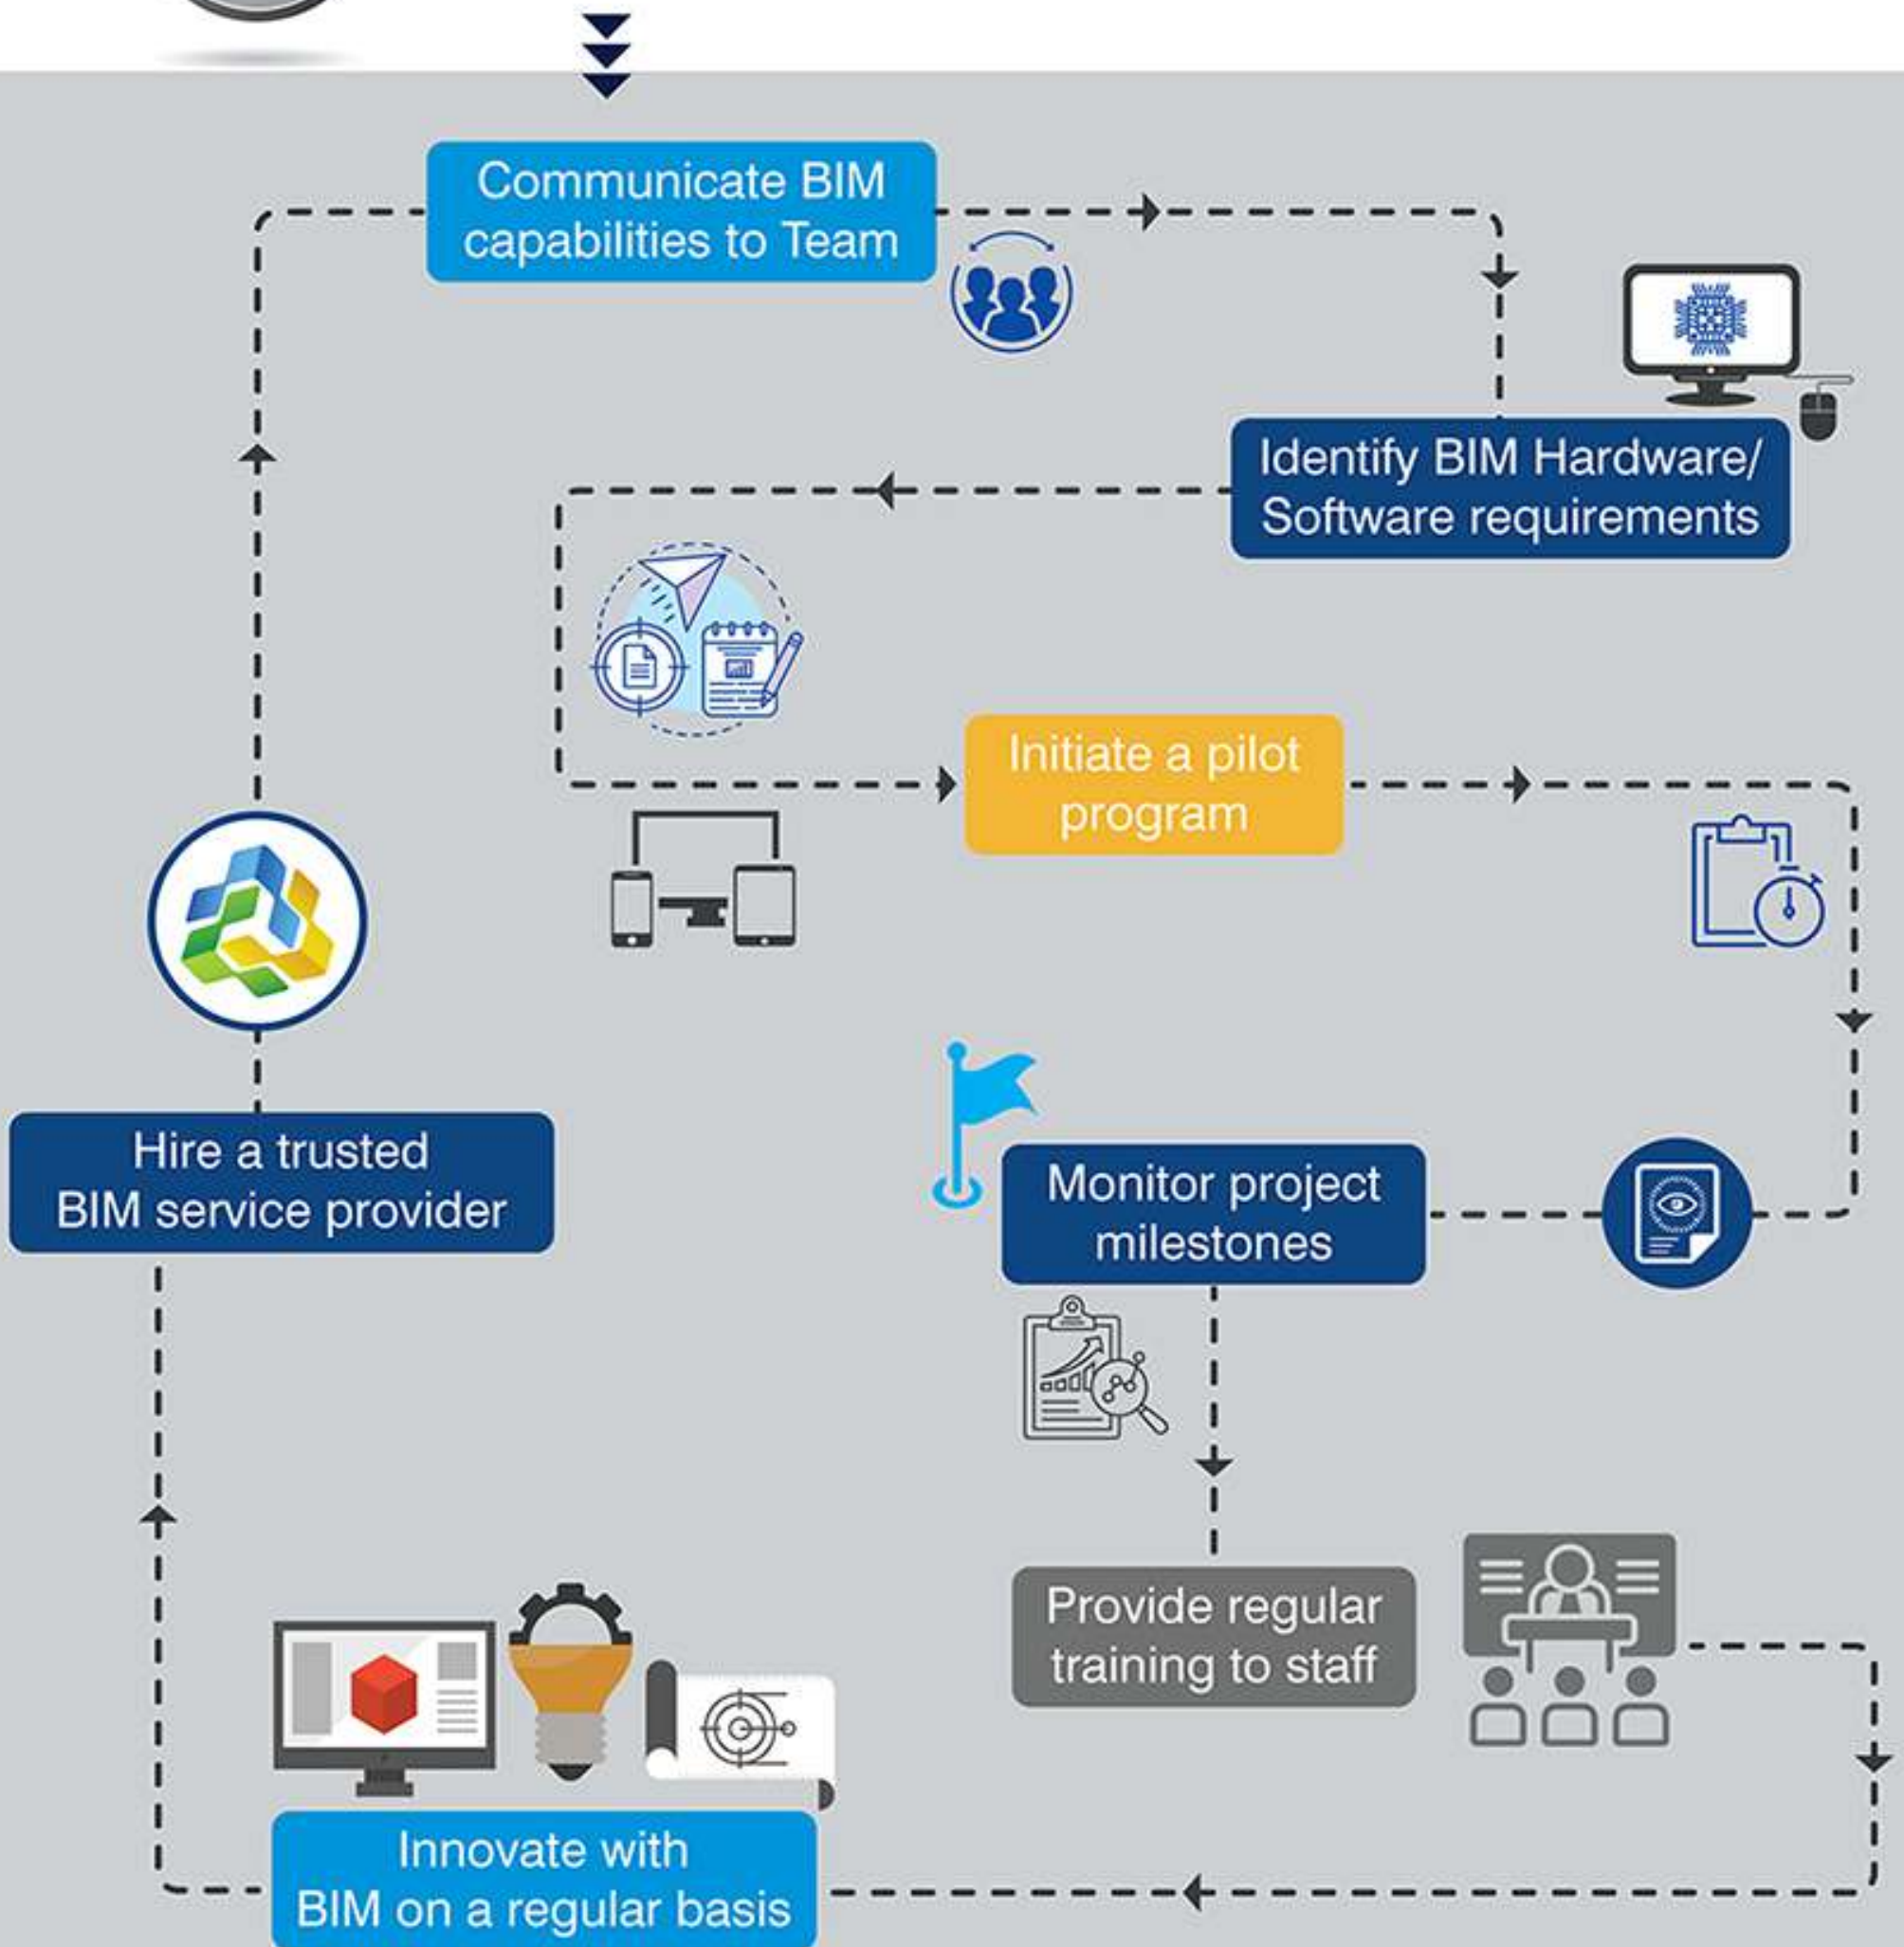 Communicate BIM
capabilities to Team
Identify BIM Hardware/
Software requirements
Initiate a pilot
program
Monitor project
milestones
Hire a trusted
BIM service provider
Provide regular
training to staff
Innovate with
BIM on a regular basis